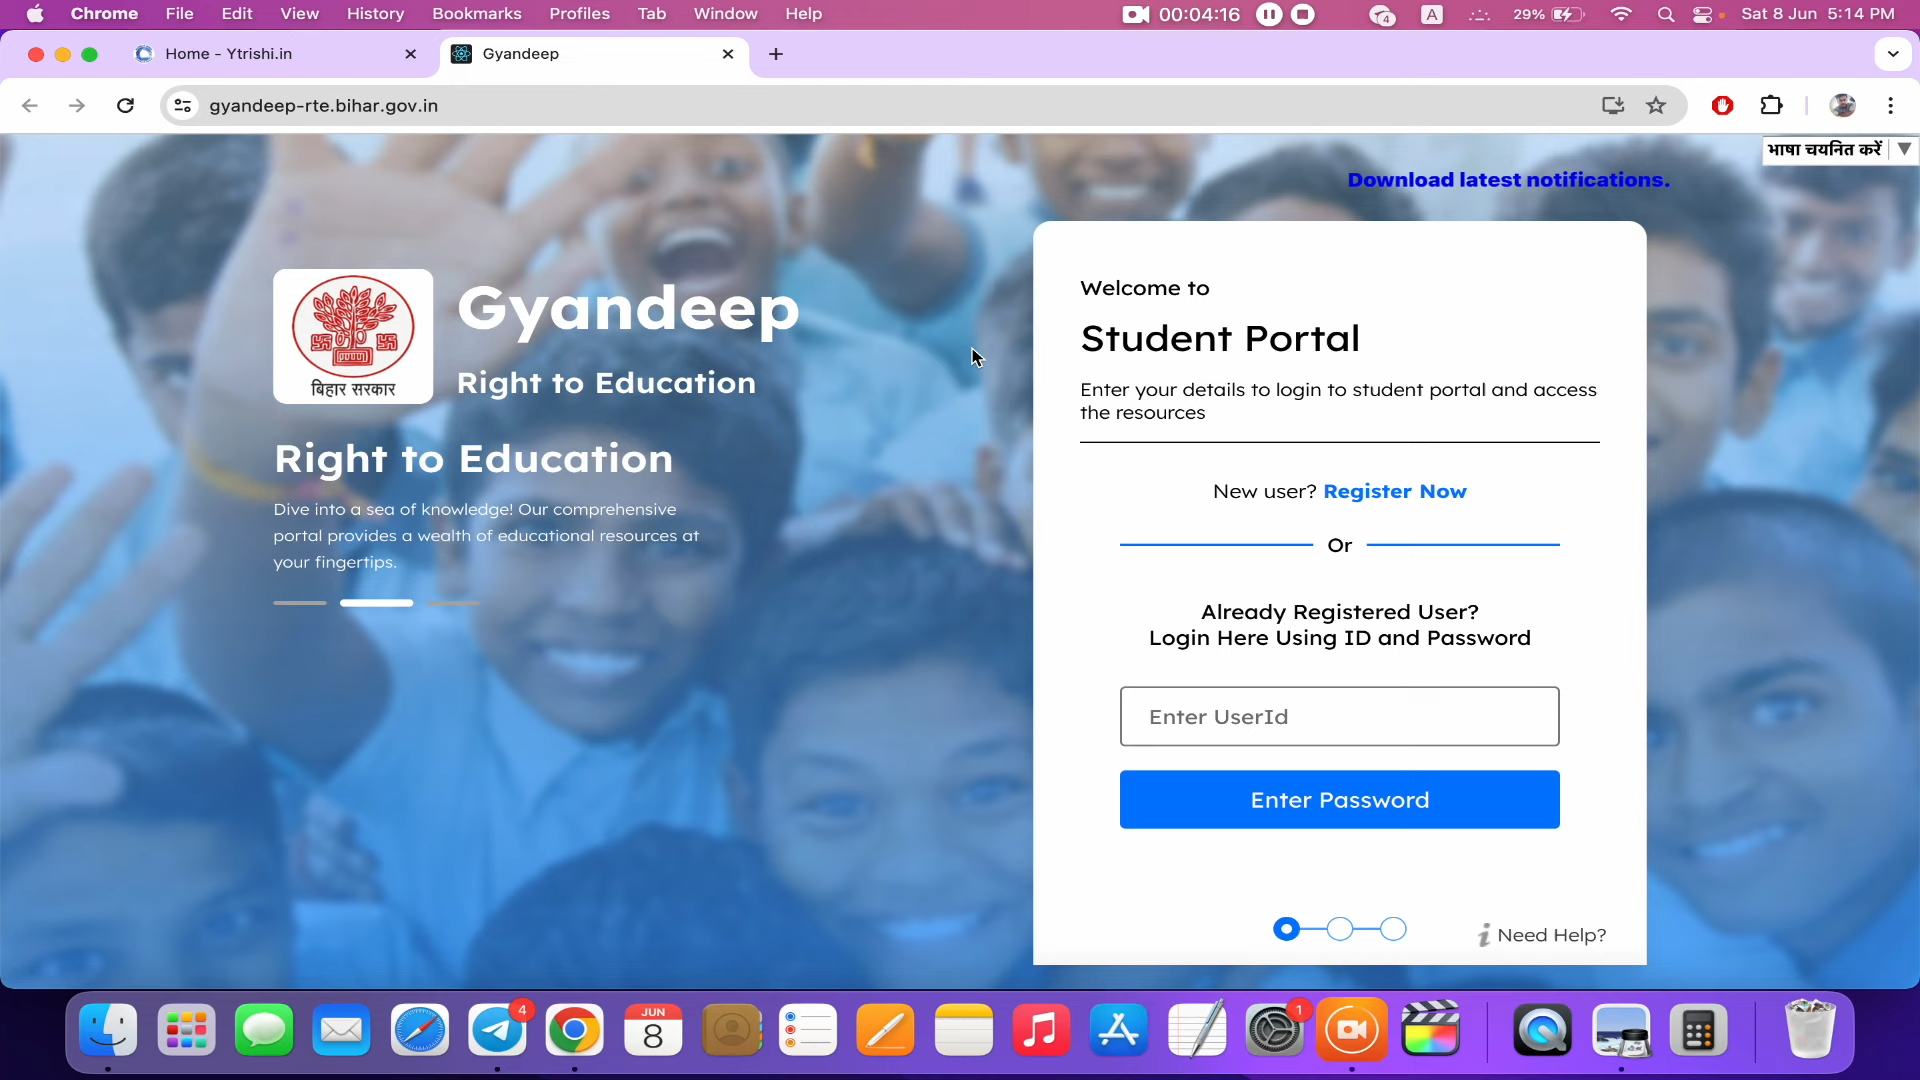 Chrome File Edit View History Bookmarks Profiles Tab Window Help 00:04:16 4 A 29% Sat 8 Jun 5:14 PM
Home - Ytrishi.in
Gyandeep
gyandeep-rte.bihar.gov.in
भाषा चयनित करें ▼
Download latest notifications.
बिहार सरकार
Gyandeep
Right to Education
Right to Education
Dive into a sea of knowledge! Our comprehensive
portal provides a wealth of educational resources at
your fingertips.
Welcome to
Student Portal
Enter your details to login to student portal and access
the resources
New user? Register Now
Or
Already Registered User?
Login Here Using ID and Password
Enter UserId
Enter Password
Need Help?
4
JUN
8
1